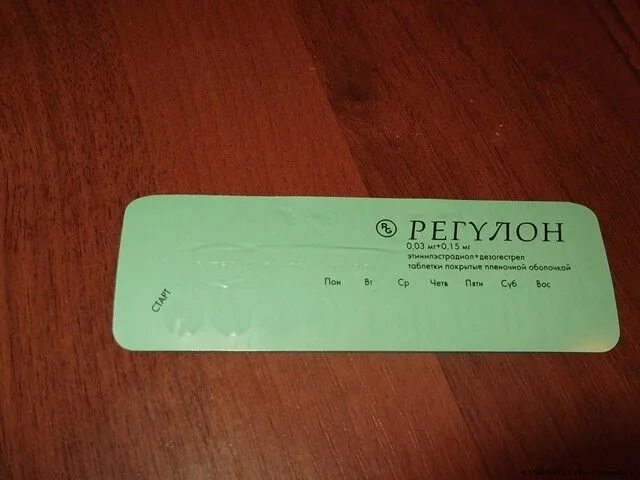 RG РЕГУЛОН
0,03 мг+0,15 мг
этинилэстрадиол+дезогестрел
таблетки покрытые пленочной оболочкой
Пон Вт Ср Четв Пятн Суб Вос
СТАРТ